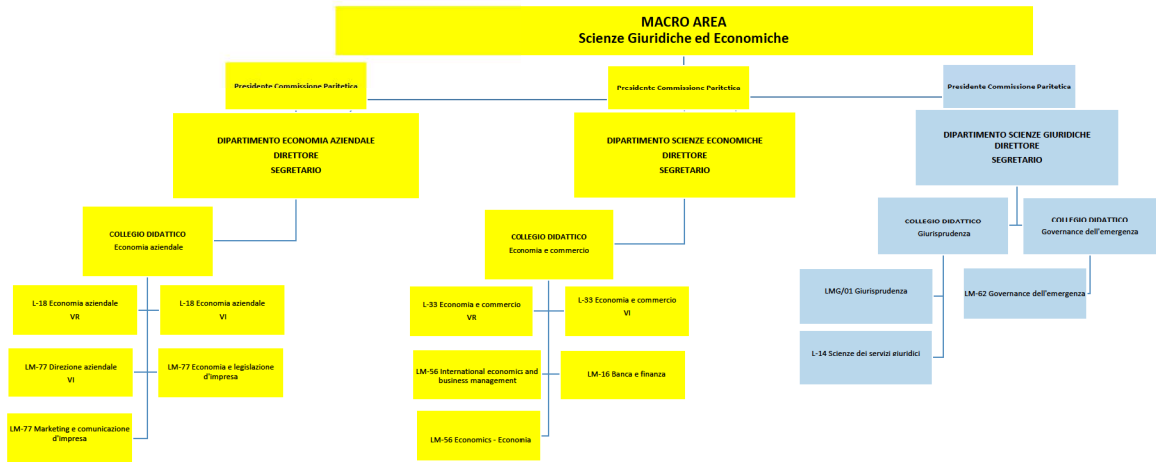 MACRO AREA
Scienze Giuridiche ed Economiche
Presidente Commissione Paritetica
Presidente Commissione Paritetica
Presidente Commissione Paritetica
DIPARTIMENTO ECONOMIA AZIENDALE
DIRETTORE
SEGRETARIO
DIPARTIMENTO SCIENZE ECONOMICHE
DIRETTORE
SEGRETARIO
DIPARTIMENTO SCIENZE GIURIDICHE
DIRETTORE
SEGRETARIO
COLLEGIO DIDATTICO
Economia aziendale
COLLEGIO DIDATTICO
Economia e commercio
COLLEGIO DIDATTICO
Giurisprudenza
COLLEGIO DIDATTICO
Governance dell'emergenza
L-18 Economia aziendale
VR
L-18 Economia aziendale
VI
L-33 Economia e commercio
VR
L-33 Economia e commercio
VI
LMG/01 Giurisprudenza
LM-62 Governance dell'emergenza
LM-77 Direzione aziendale
VI
LM-77 Economia e legislazione
d'impresa
LM-56 International economics and
business management
LM-16 Banca e finanza
L-14 Scienze dei servizi giuridici
LM-77 Marketing e comunicazione
d'impresa
LM-56 Economics - Economia